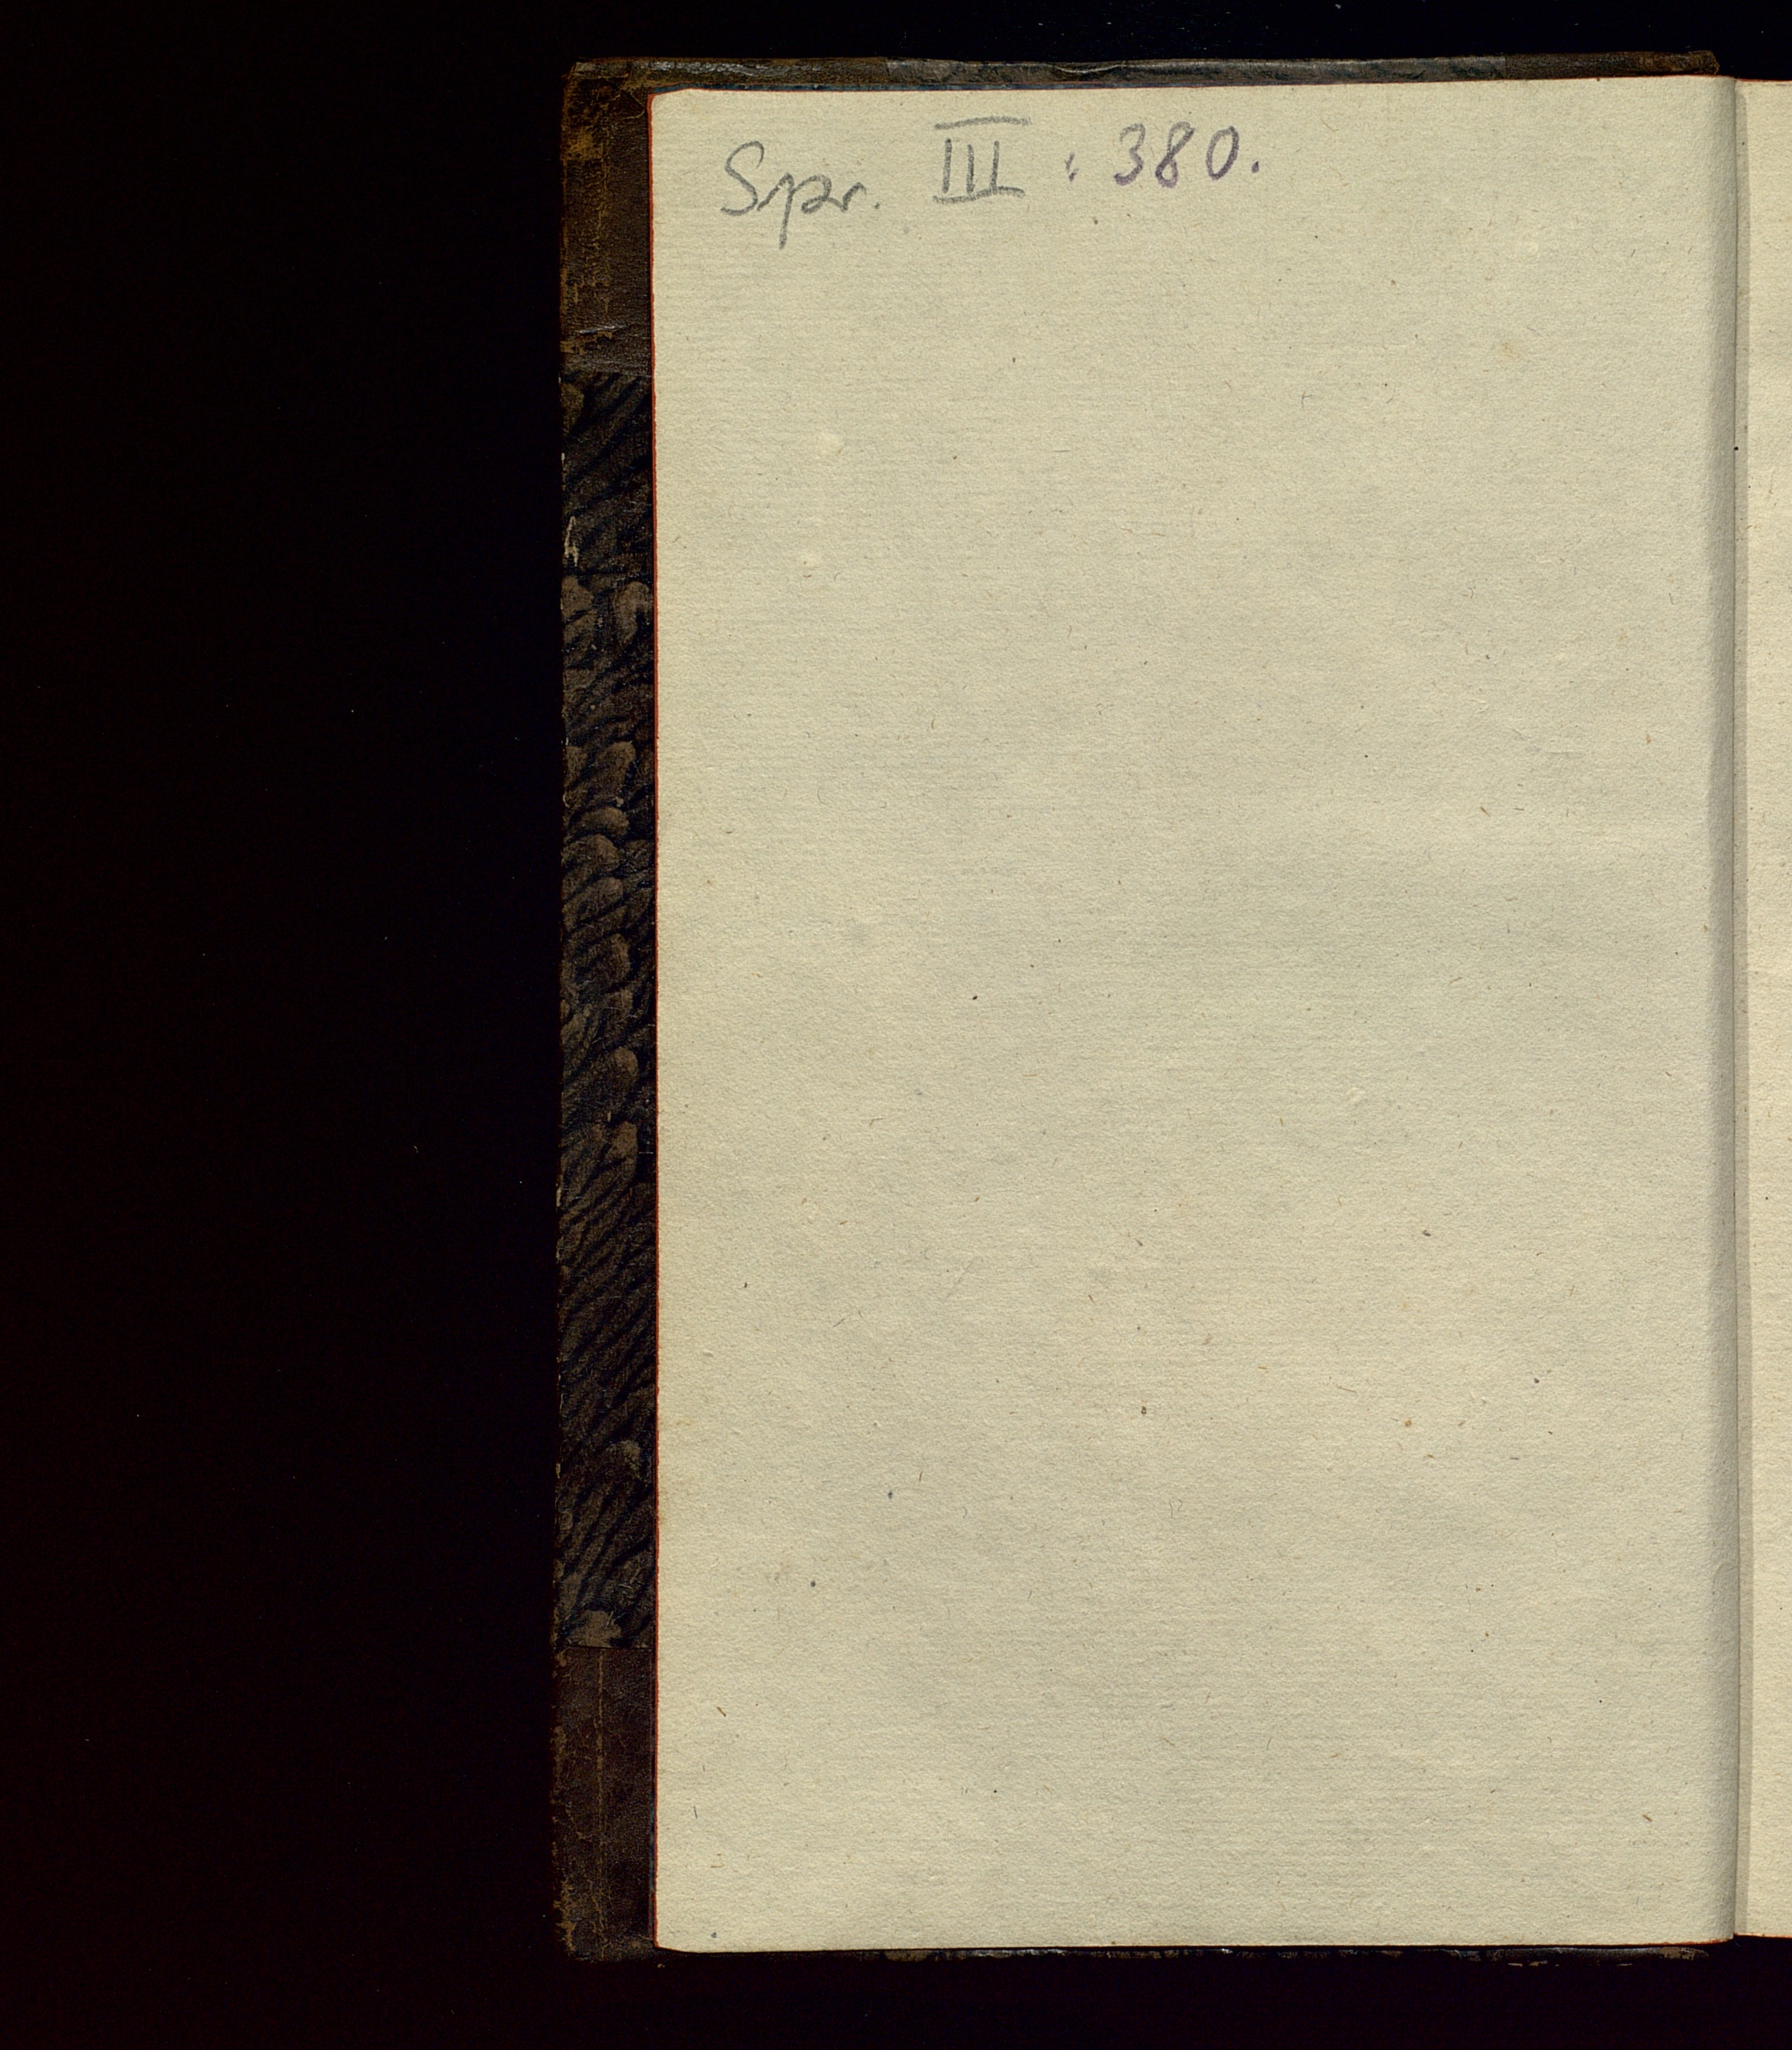 Spr. III : 380.